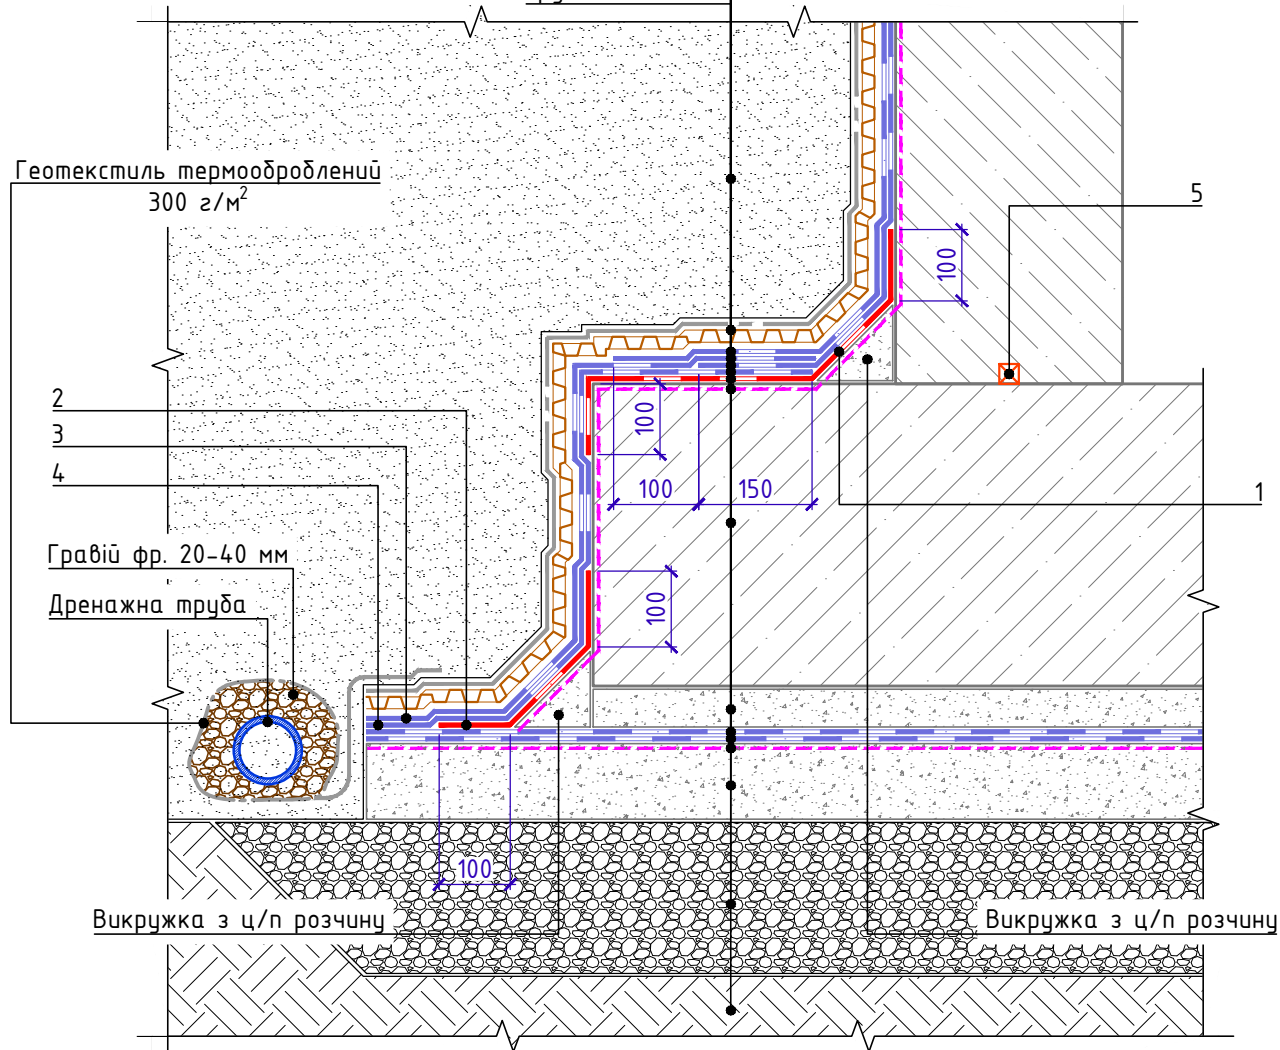 Геотекстиль термооброблений
300 г/м²
5
100
2
3
4
100
100
150
1
Гравій фр. 20-40 мм
Дренажна труба
100
100
Викружка з ц/п розчину
Викружка з ц/п розчину